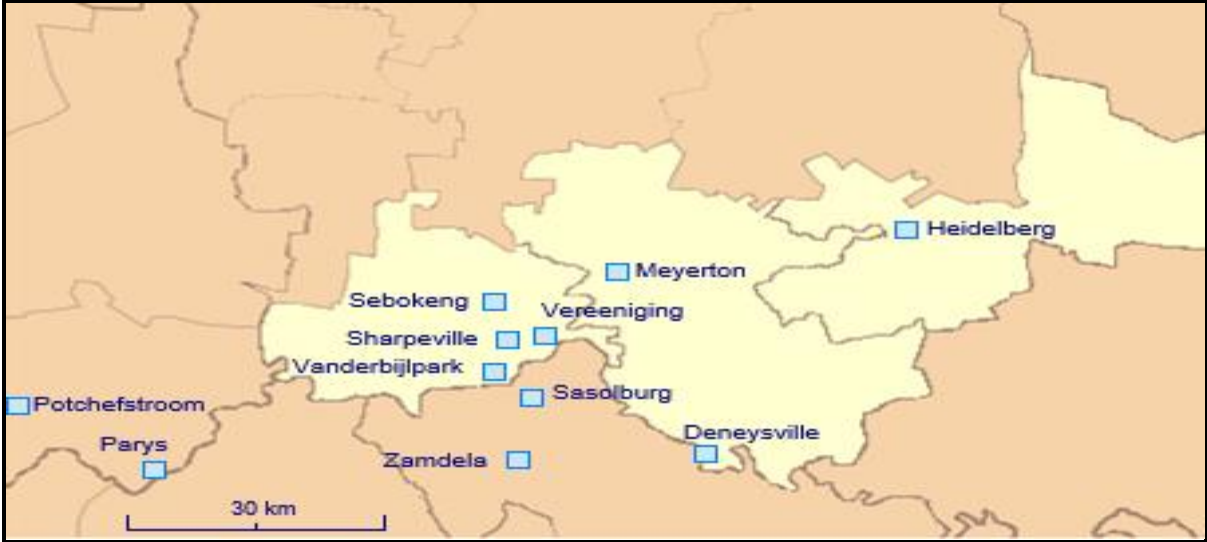 Heidelberg
Meyerton
Sebokeng
Vereeniging
Sharpeville
Vanderbijlpark
Sasolburg
Potchefstroom
Deneysville
Parys
Zamdela
30 km